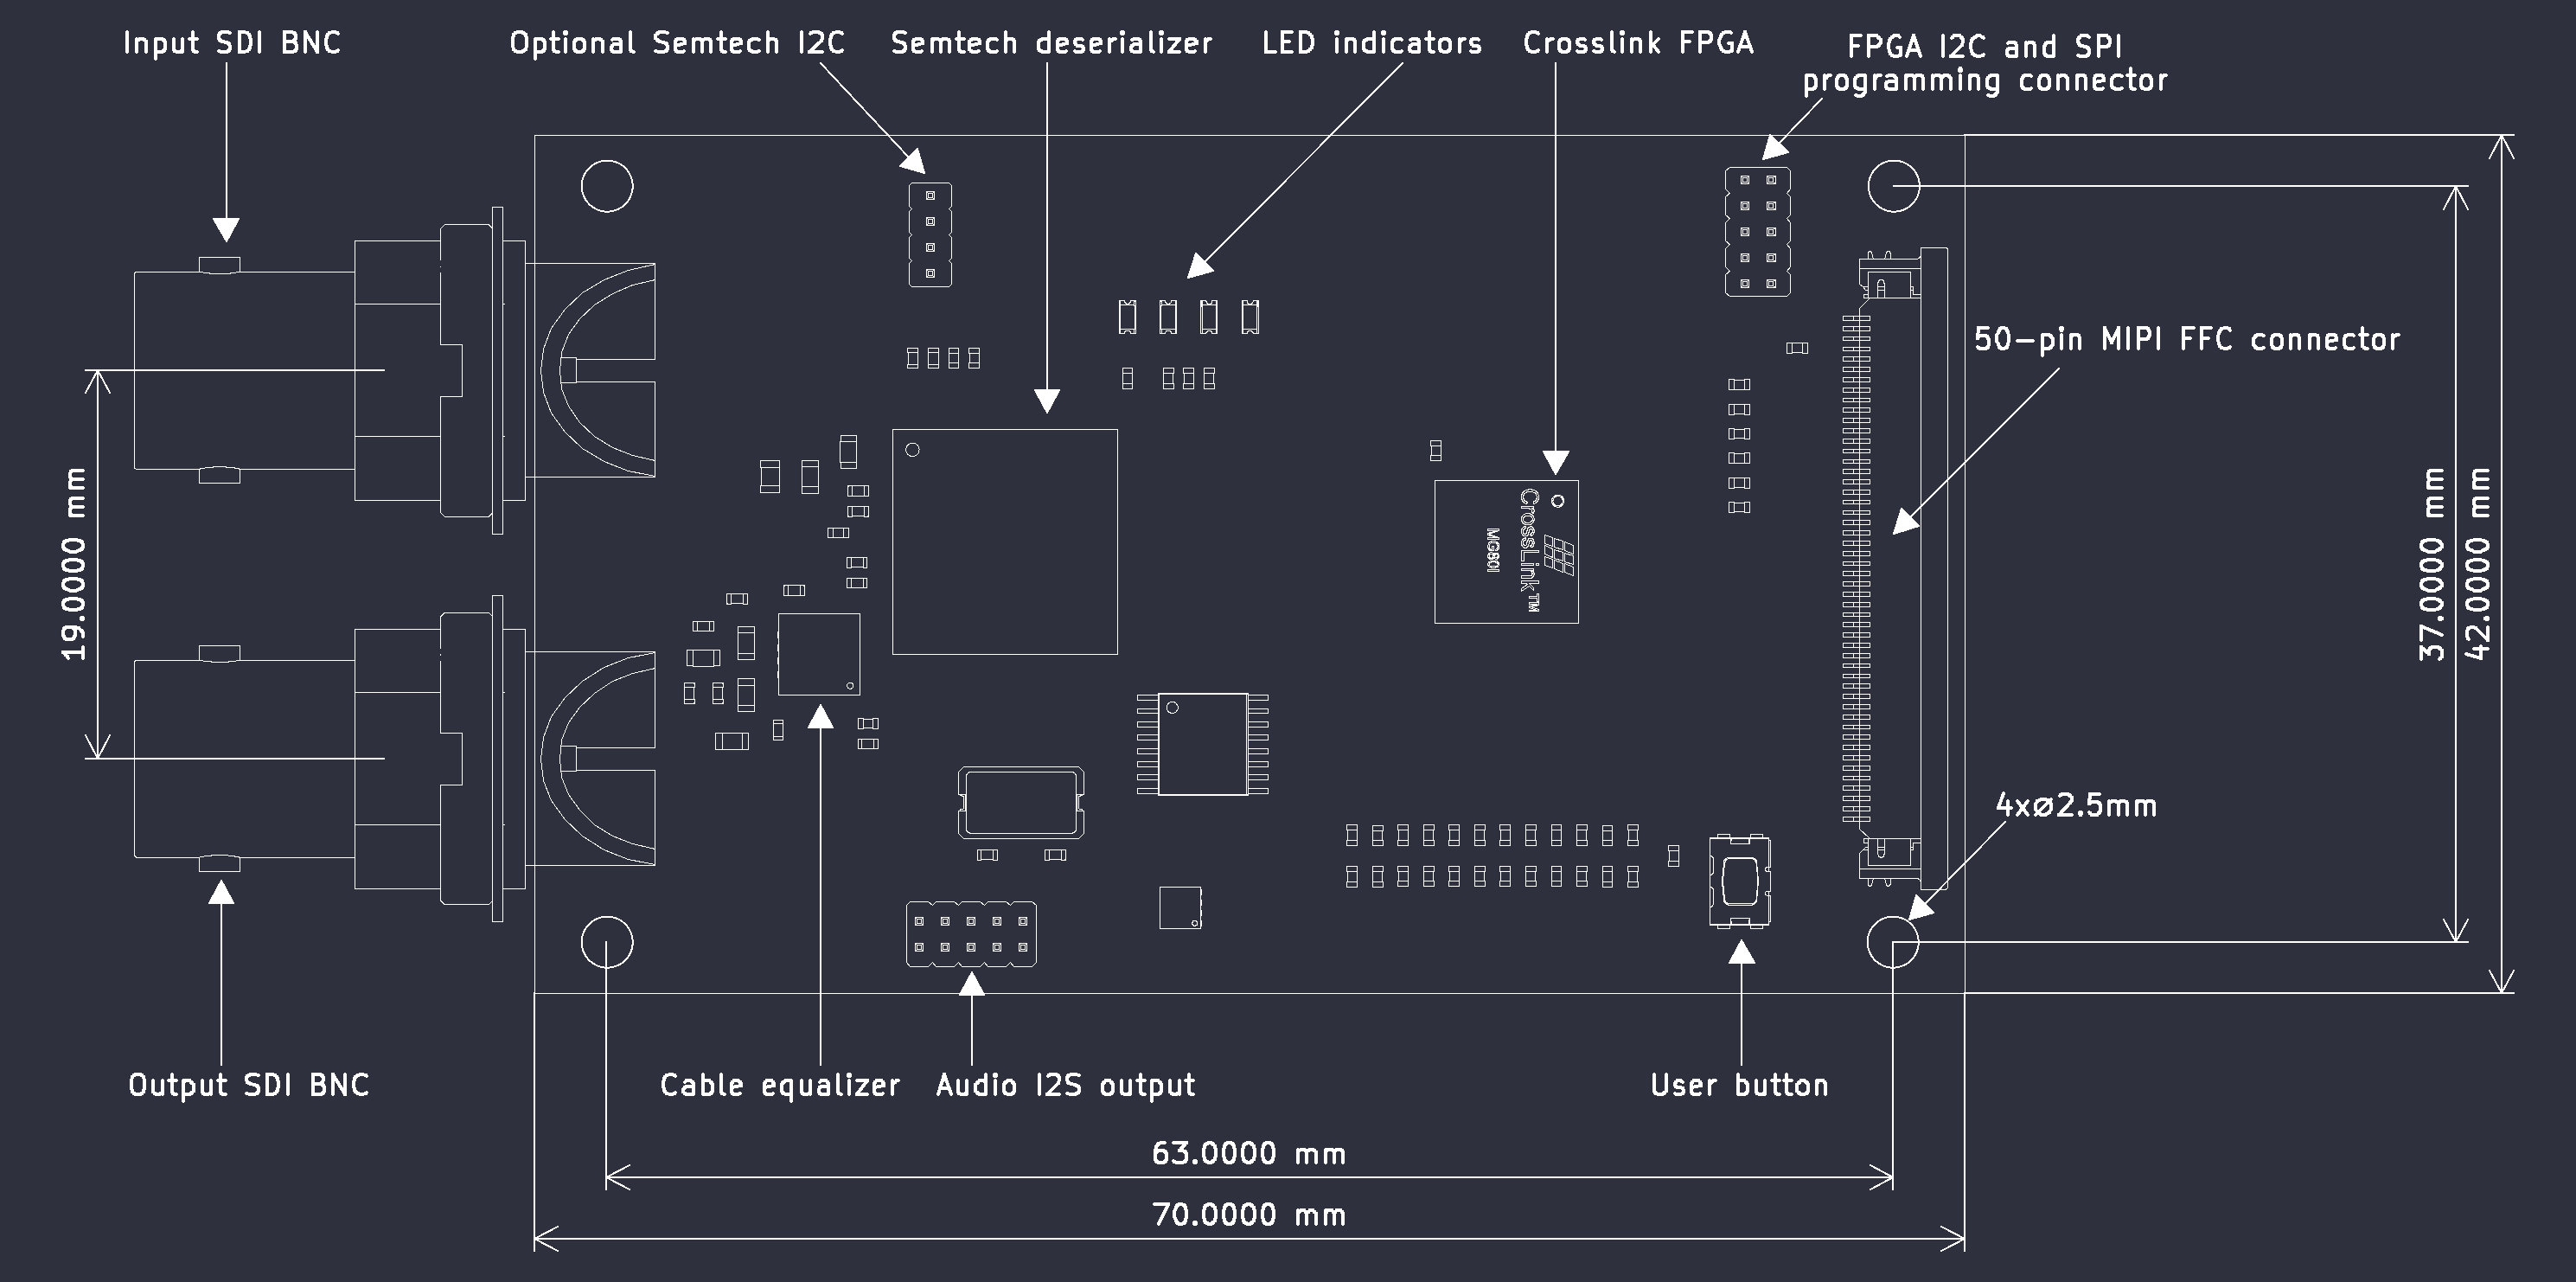 Input SDI BNC
Optional Semtech I2C
Semtech deserializer
LED indicators
Crosslink FPGA
FPGA I2C and SPI
programming connector
50-pin MIPI FFC connector
CrossLink™
MG80I
19.0000 mm
37.0000 mm
42.0000 mm
4x⌀2.5mm
Output SDI BNC
Cable equalizer
Audio I2S output
User button
63.0000 mm
70.0000 mm